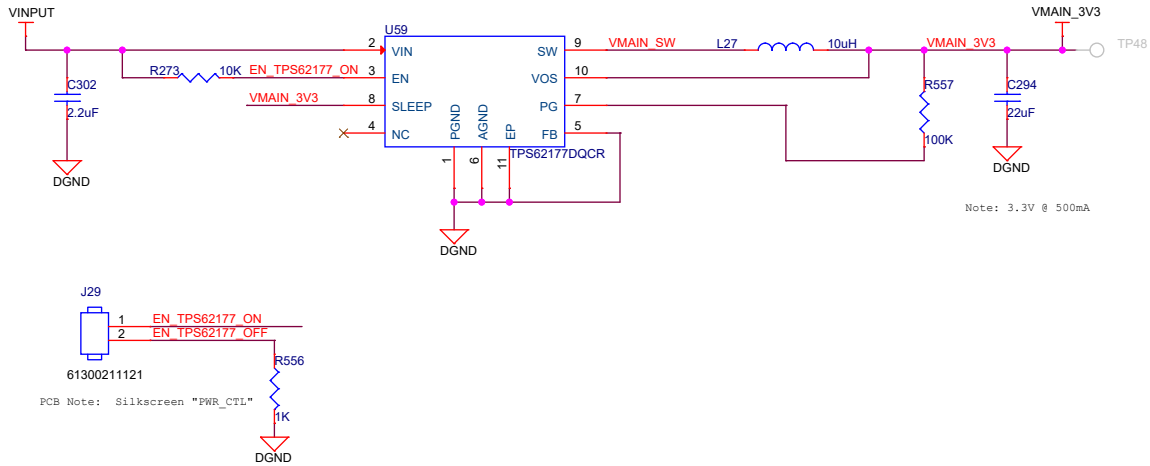 VINPUT
VMAIN_3V3
U59
2 VIN SW 9 VMAIN_SW L27 10uH VMAIN_3V3 TP48
R273 10K EN_TPS62177_ON 3 EN VOS 10
C302 2.2uF
VMAIN_3V3 8 SLEEP PG 7
R557 100K
C294 22uF
4 NC FB 5
PGND AGND EP
1 6 11
TPS62177DQCR
DGND
DGND
DGND
Note: 3.3V @ 500mA
J29
1 EN_TPS62177_ON
2 EN_TPS62177_OFF
R556
61300211121
PCB Note: Silkscreen "PWR_CTL"
1K
DGND